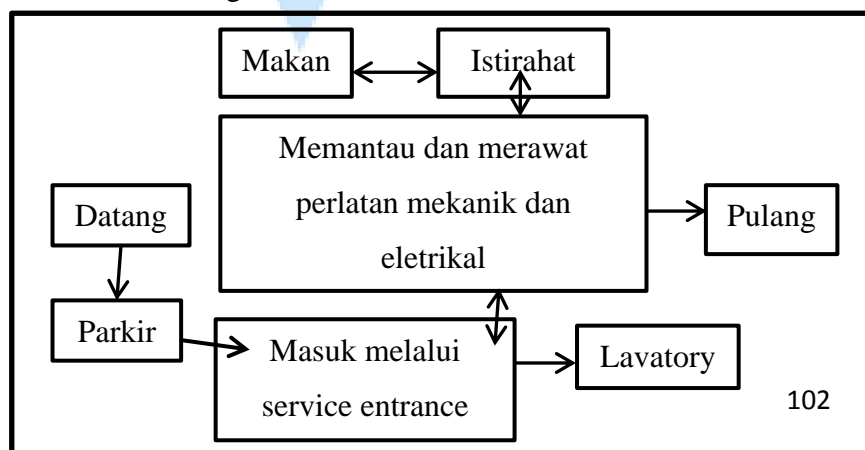 Makan
Istirahat
Memantau dan merawat
perlatan mekanik dan
eletrikal
Datang
Pulang
Parkir
Masuk melalui
service entrance
Lavatory
102